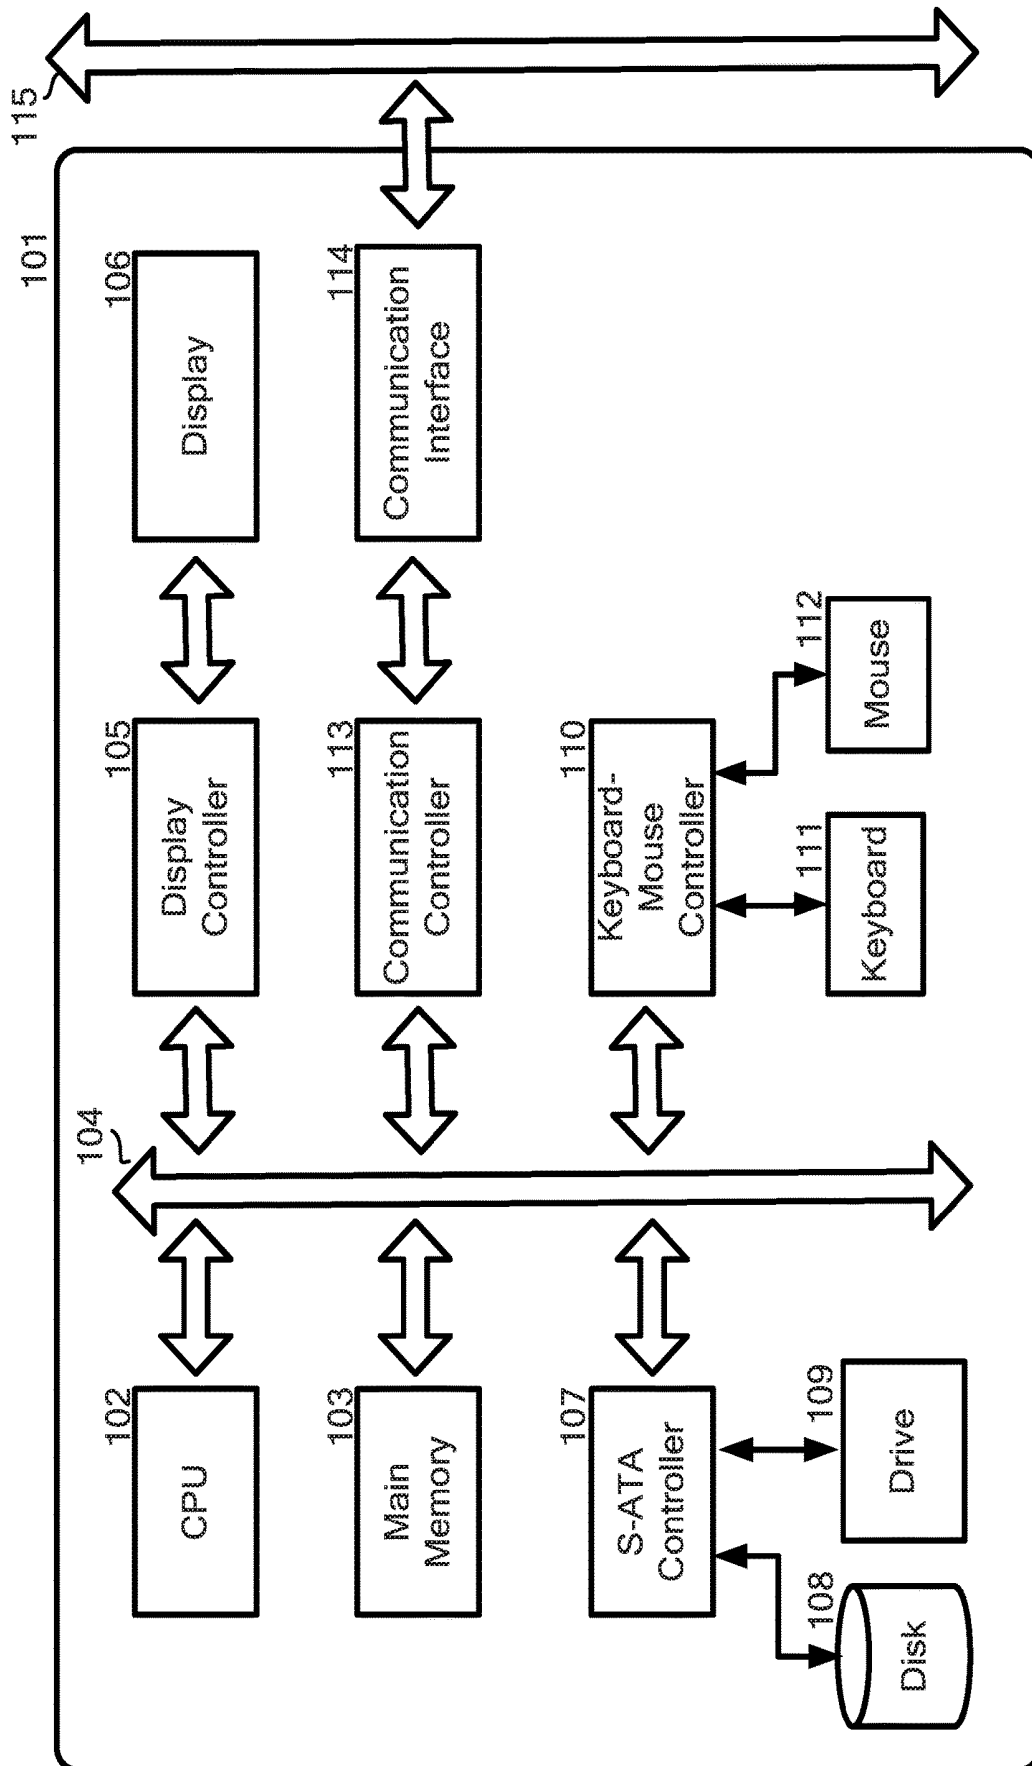 101
115
102
CPU
104
105
Display
Controller
106
Display
103
Main
Memory
113
Communication
Controller
114
Communication
Interface
107
S-ATA
Controller
110
Keyboard-
Mouse
Controller
108
Disk
109
Drive
111
Keyboard
112
Mouse